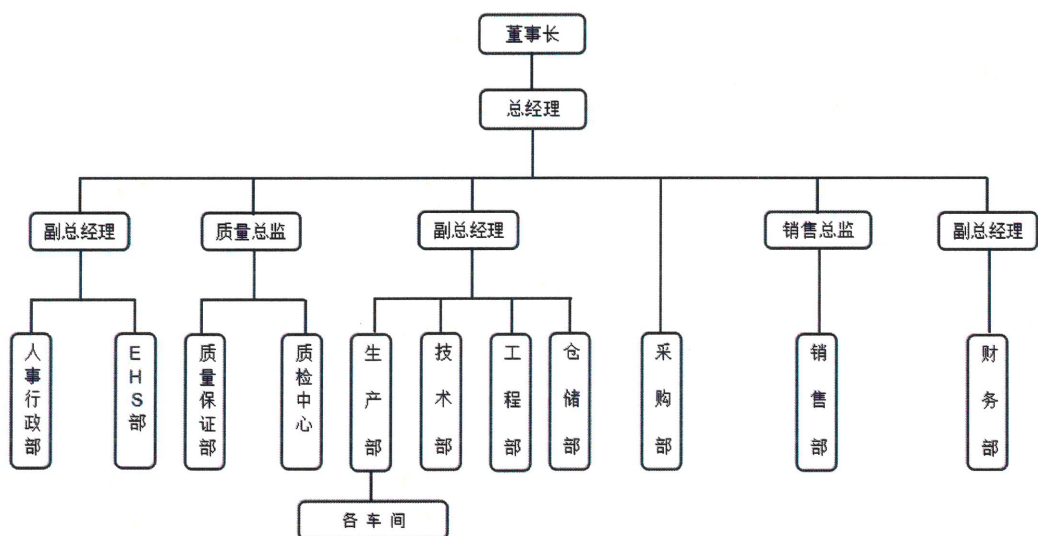 董事长
总经理
副总经理
质量总监
副总经理
销售总监
副总经理
人事行政部
EHS部
质量保证部
质检中心
生产部
技术部
工程部
仓储部
采购部
销售部
财务部
各车间